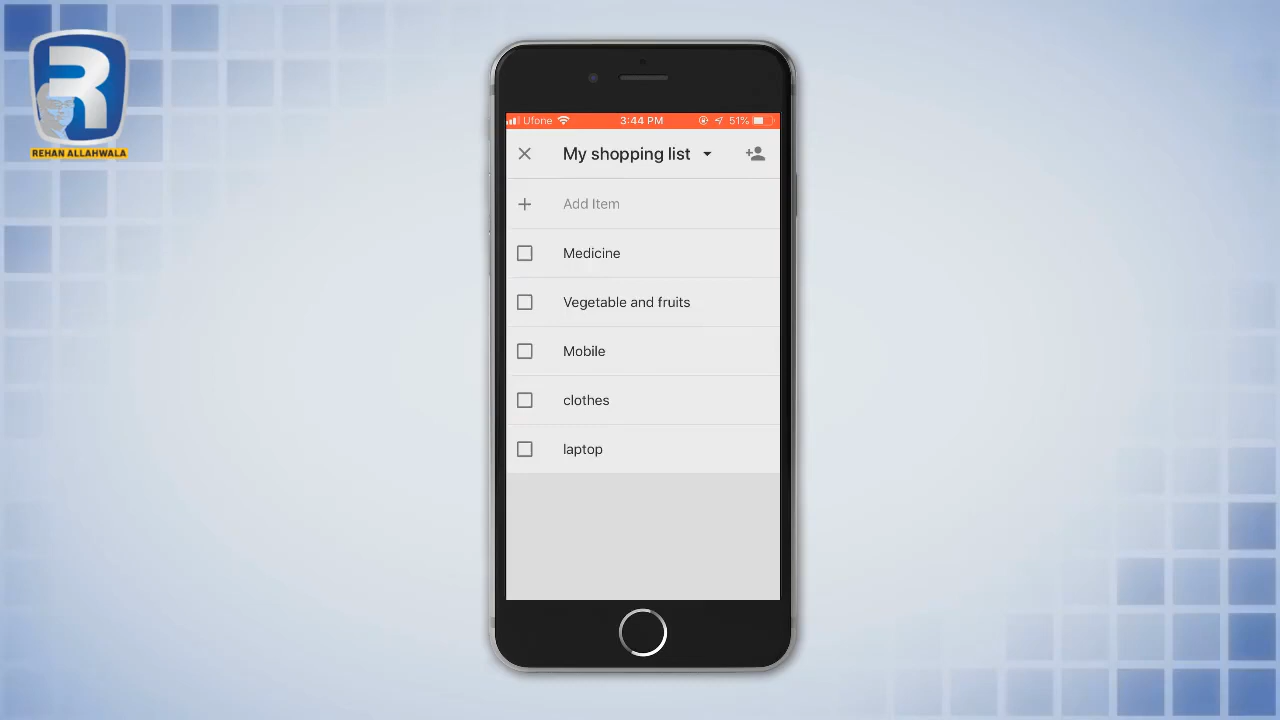 R
REHAN ALLAHWALA
Ufone 3:44 PM 51%
My shopping list
Add Item
Medicine
Vegetable and fruits
Mobile
clothes
laptop